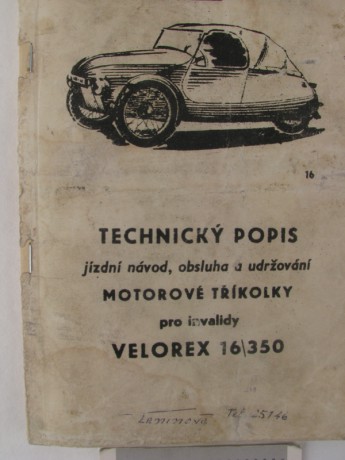 16
TECHNICKÝ POPIS
jízdní návod, obsluha a udržování
MOTOROVÉ TŘÍKOLKY
pro invalidy
VELOREX 16\350